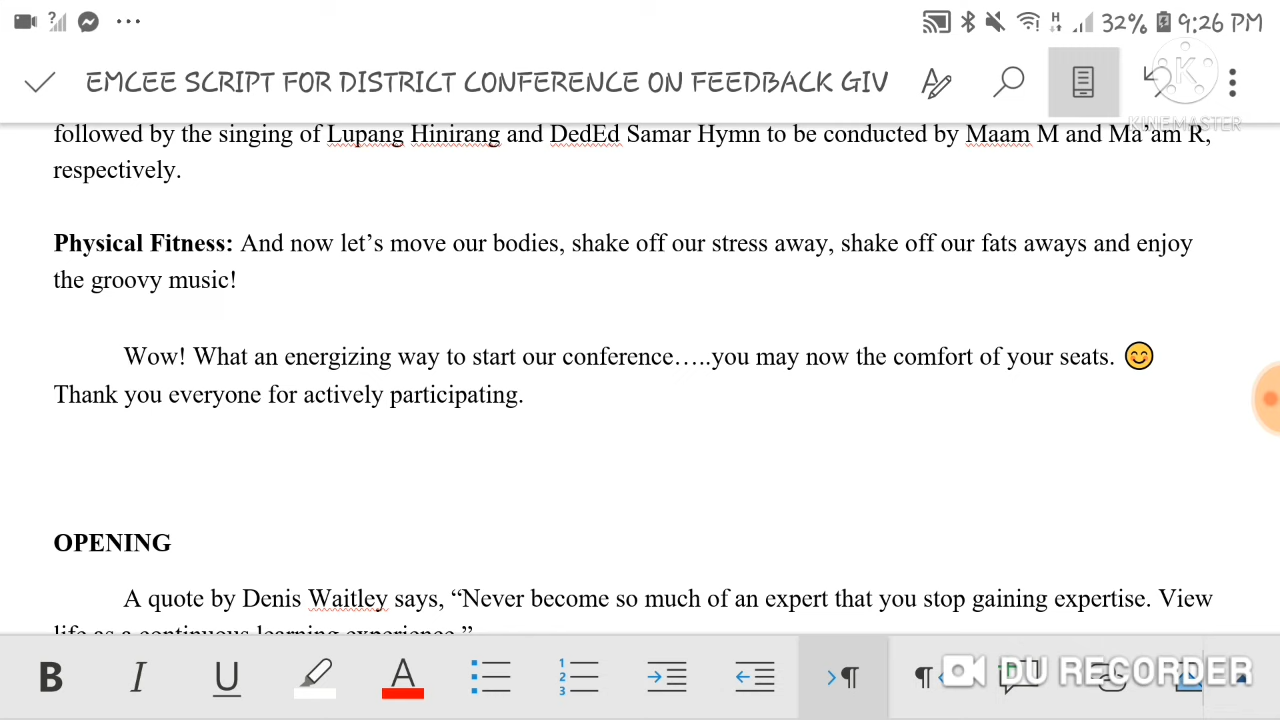 32% 9:26 PM
EMCEE SCRIPT FOR DISTRICT CONFERENCE ON FEEDBACK GIV
KINEMASTER
followed by the singing of Lupang Hinirang and DedEd Samar Hymn to be conducted by Maam M and Ma’am R,
respectively.
Physical Fitness: And now let’s move our bodies, shake off our stress away, shake off our fats aways and enjoy
the groovy music!
Wow! What an energizing way to start our conference…..you may now the comfort of your seats. 😊
Thank you everyone for actively participating.
OPENING
A quote by Denis Waitley says, “Never become so much of an expert that you stop gaining expertise. View
life as a continuous learning experience.”
B I U A
DU RECORDER